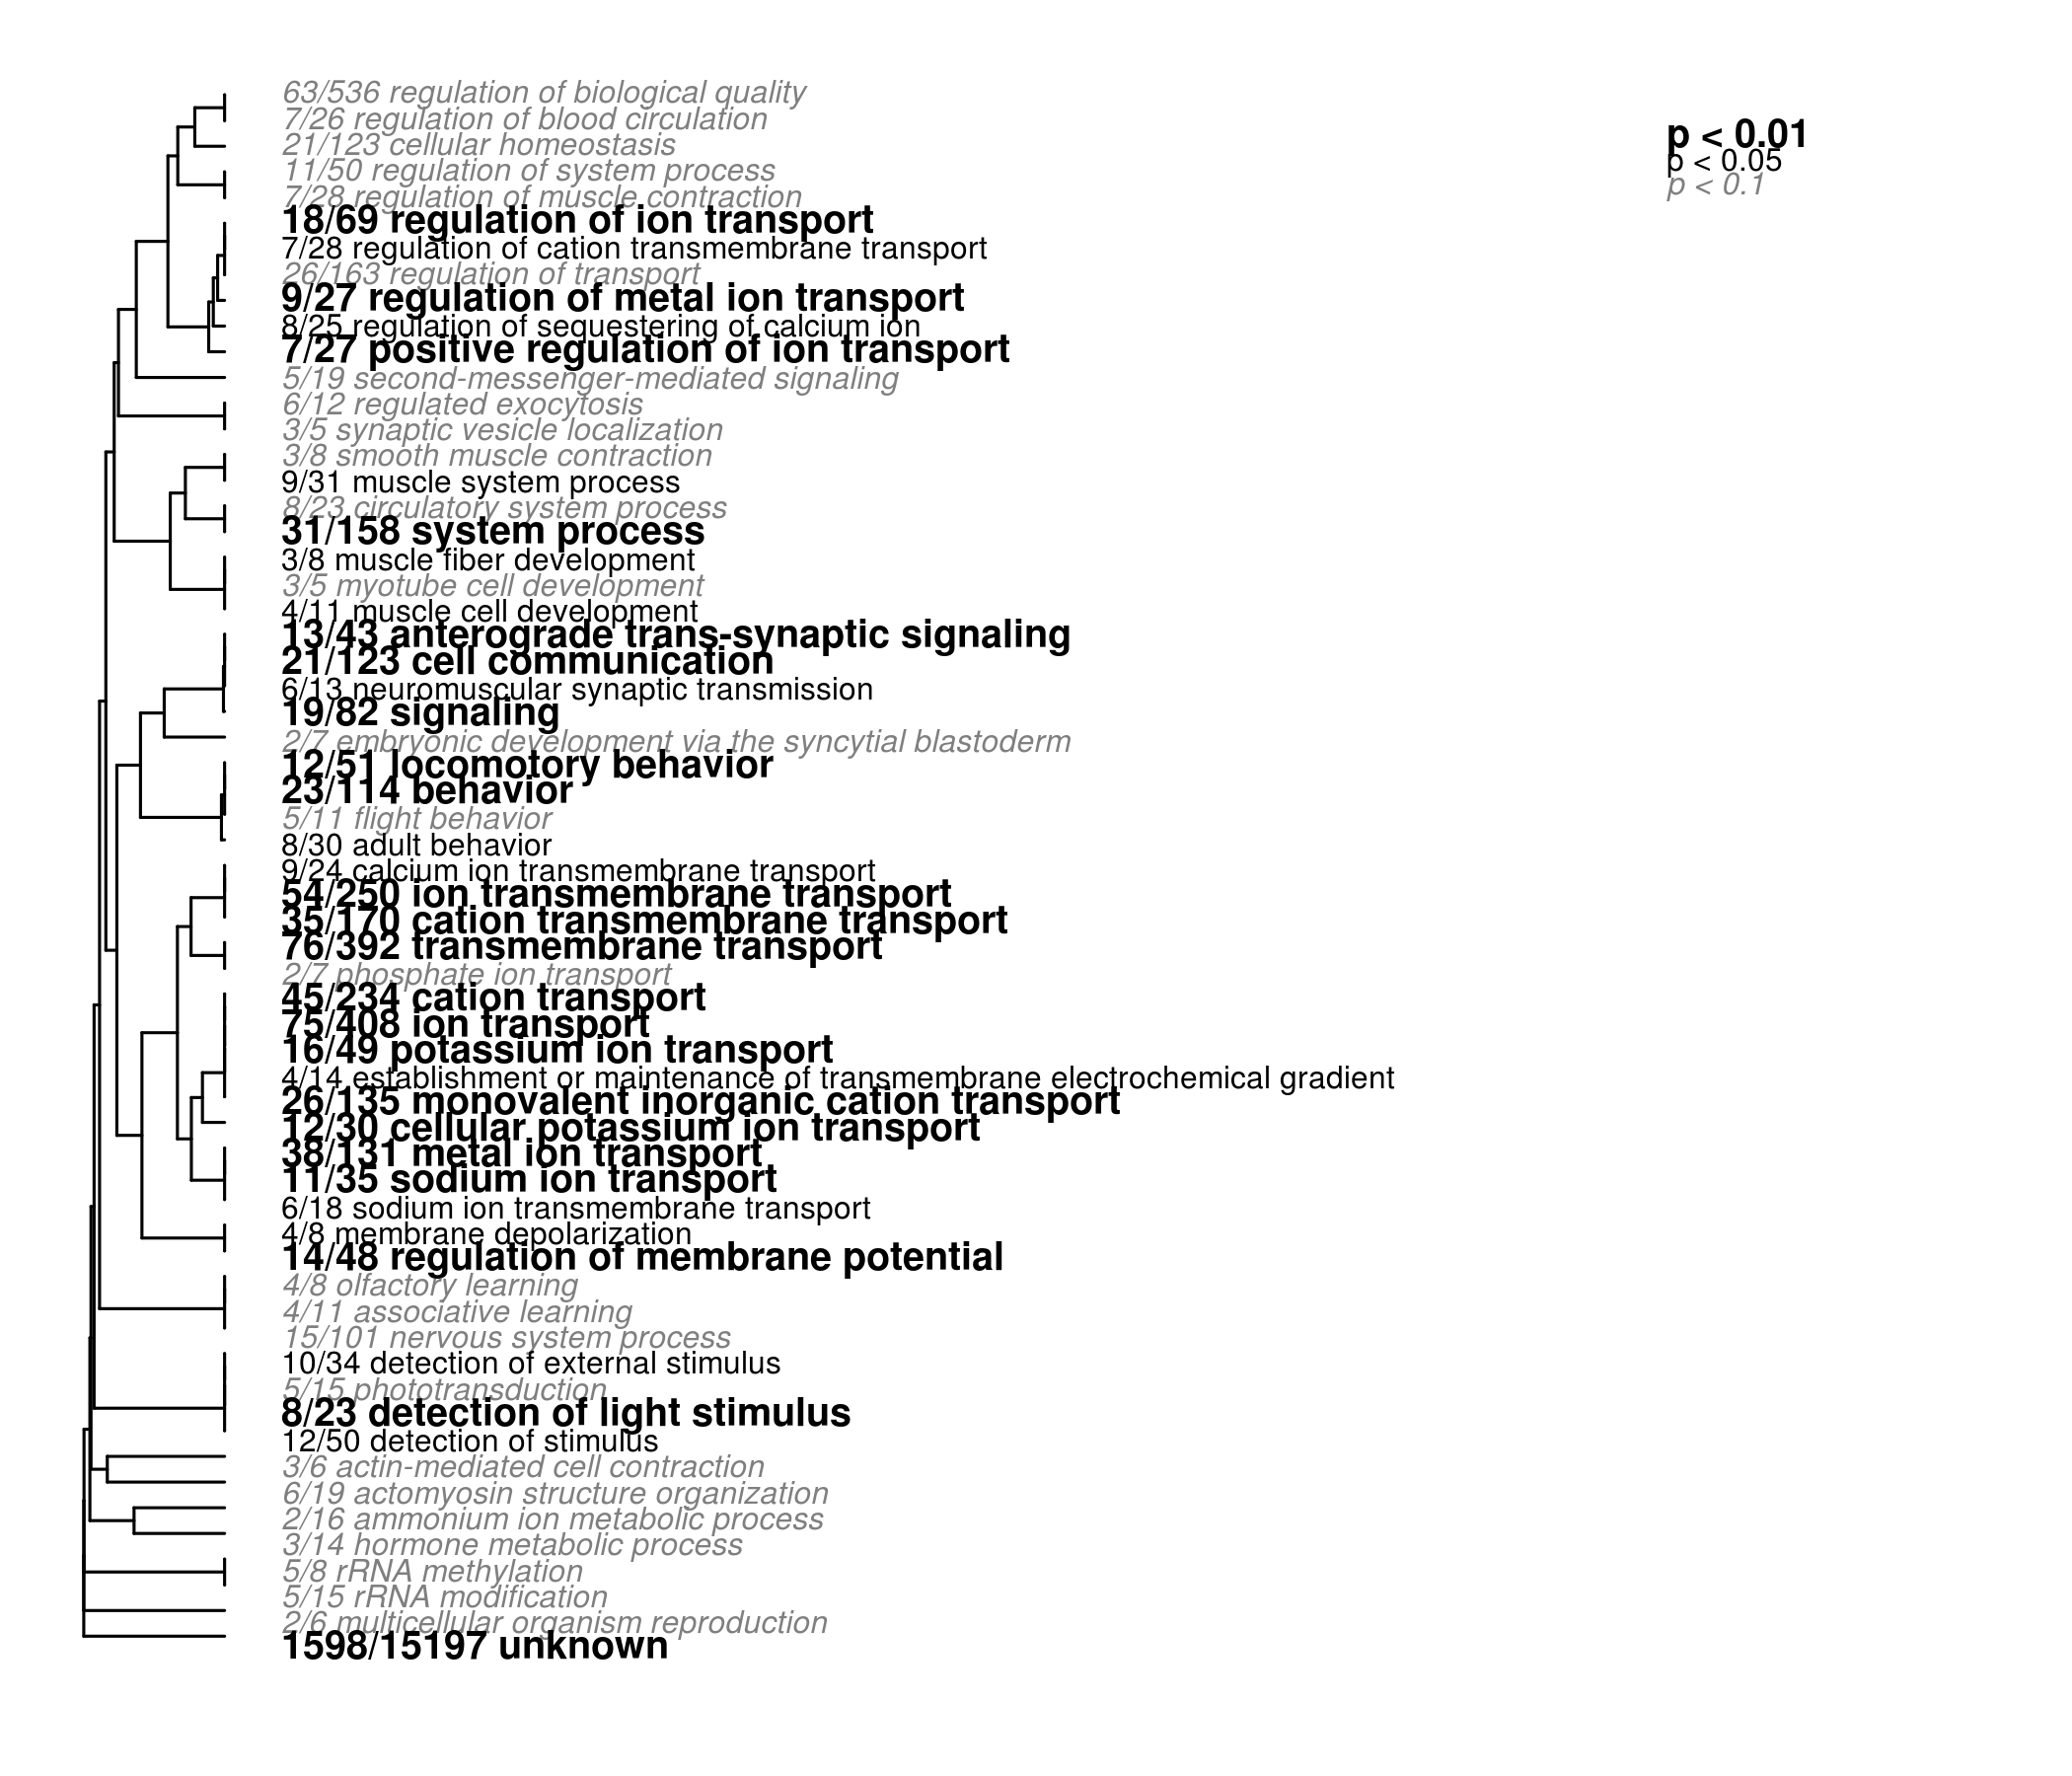 63/536 regulation of biological quality
7/26 regulation of blood circulation
21/123 cellular homeostasis
11/50 regulation of system process
7/28 regulation of muscle contraction
18/69 regulation of ion transport
7/28 regulation of cation transmembrane transport
26/163 regulation of transport
9/27 regulation of metal ion transport
8/25 regulation of sequestering of calcium ion
7/27 positive regulation of ion transport
5/19 second-messenger-mediated signaling
6/12 regulated exocytosis
3/5 synaptic vesicle localization
3/8 smooth muscle contraction
9/31 muscle system process
8/23 circulatory system process
31/158 system process
3/8 muscle fiber development
3/5 myotube cell development
4/11 muscle cell development
13/43 anterograde trans-synaptic signaling
21/123 cell communication
6/13 neuromuscular synaptic transmission
19/82 signaling
2/7 embryonic development via the syncytial blastoderm
12/51 locomotory behavior
23/114 behavior
5/11 flight behavior
8/30 adult behavior
9/24 calcium ion transmembrane transport
54/250 ion transmembrane transport
35/170 cation transmembrane transport
76/392 transmembrane transport
2/7 phosphate ion transport
45/234 cation transport
75/408 ion transport
16/49 potassium ion transport
4/14 establishment or maintenance of transmembrane electrochemical gradient
26/135 monovalent inorganic cation transport
12/30 cellular potassium ion transport
38/131 metal ion transport
11/35 sodium ion transport
6/18 sodium ion transmembrane transport
4/8 membrane depolarization
14/48 regulation of membrane potential
4/8 olfactory learning
4/11 associative learning
15/101 nervous system process
10/34 detection of external stimulus
5/15 phototransduction
8/23 detection of light stimulus
12/50 detection of stimulus
3/6 actin-mediated cell contraction
6/19 actomyosin structure organization
2/16 ammonium ion metabolic process
3/14 hormone metabolic process
5/8 rRNA methylation
5/15 rRNA modification
2/6 multicellular organism reproduction
1598/15197 unknown
p < 0.01
p < 0.05
p < 0.1